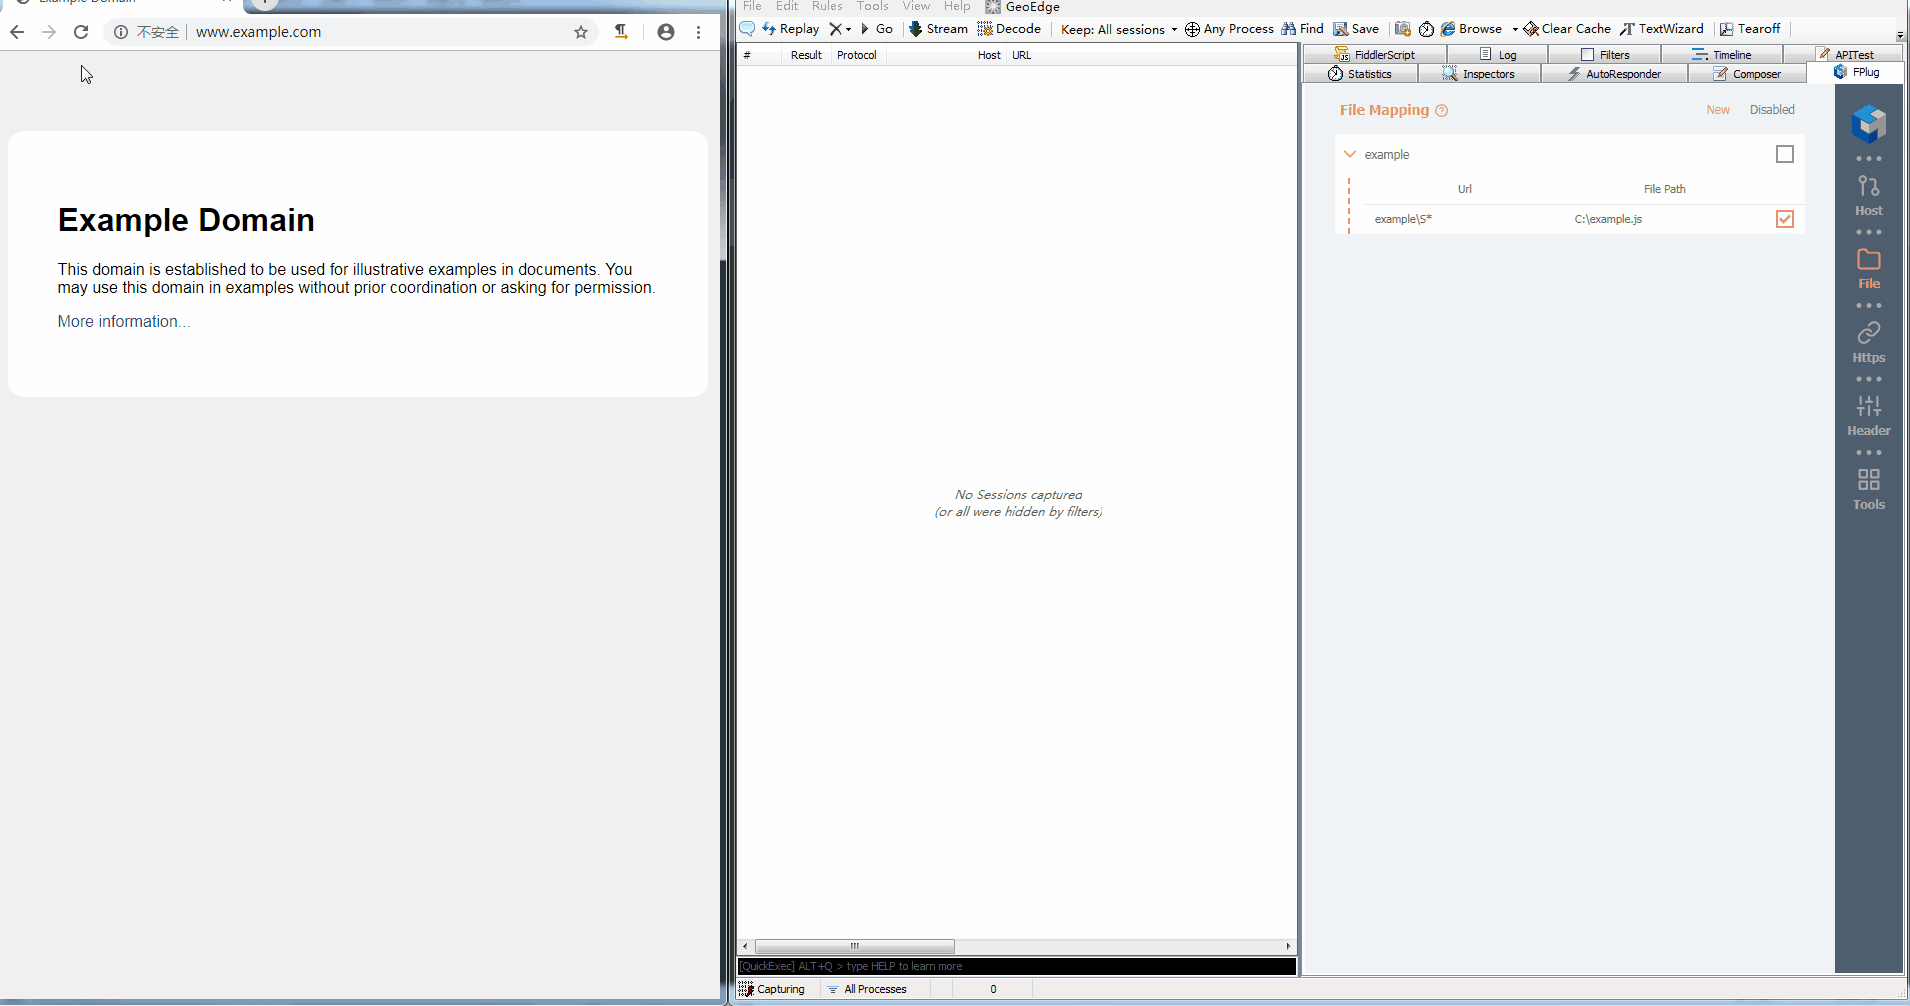 Example Domain
不安全
www.example.com
Example Domain
This domain is established to be used for illustrative examples in documents. You
may use this domain in examples without prior coordination or asking for permission.
More information...
File Edit Rules Tools View Help GeoEdge
Replay Go Stream Decode Keep: All sessions Any Process Find Save Browse Clear Cache TextWizard Tearoff
# Result Protocol Host URL
No Sessions captured
(or all were hidden by filters)
[QuickExec] ALT+Q > type HELP to learn more
Capturing All Processes 0
FiddlerScript Log Filters Timeline APITest
Statistics Inspectors AutoResponder Composer FPlug
File Mapping New Disabled
example
Url File Path
example\S* C:\example.js
Host
File
Https
Header
Tools